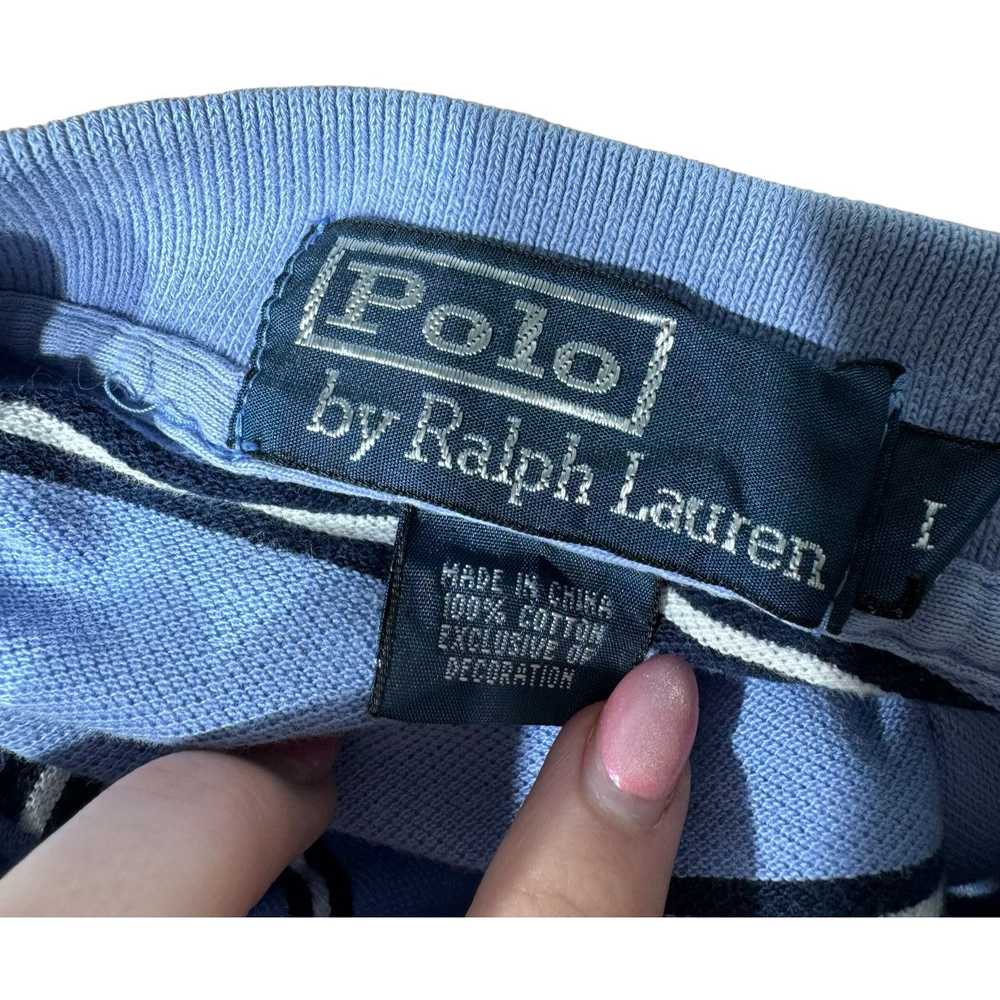 Polo
by Ralph Lauren
MADE IN CHINA
100% COTTON
EXCLUSIVE OF
DECORATION